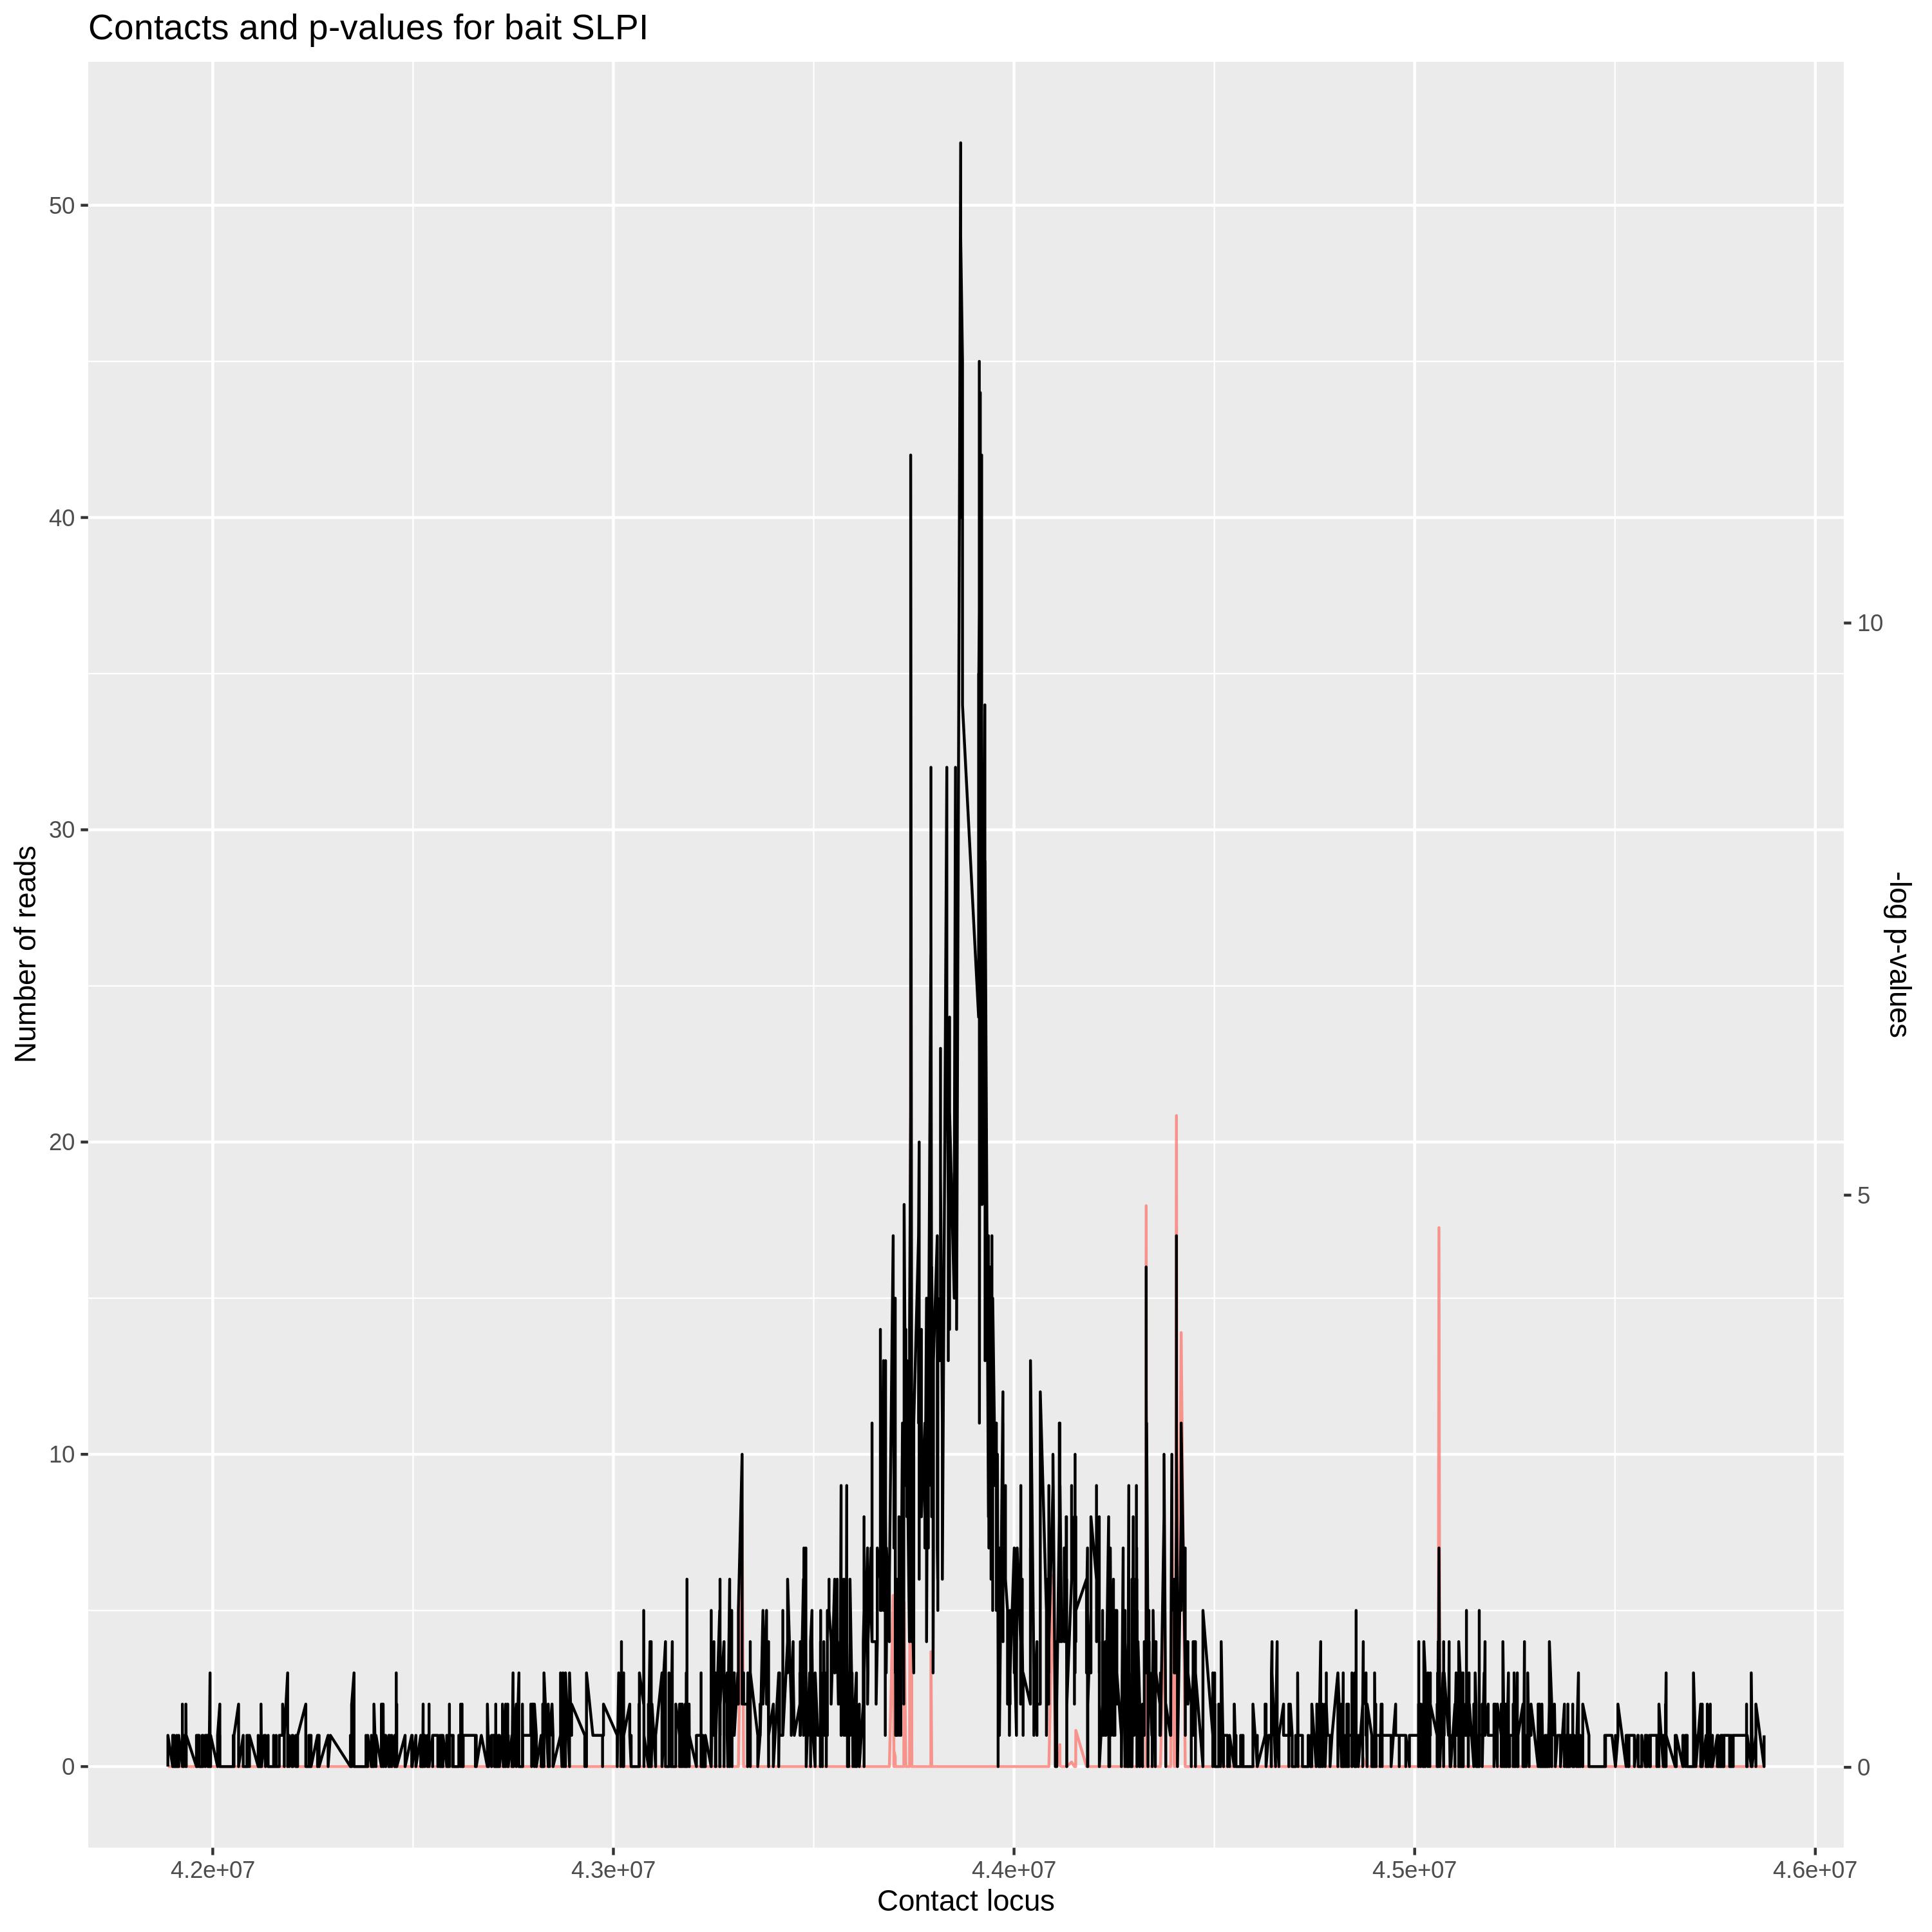 Contacts and p-values for bait SLPI
50
40
30
20
10
0
Number of reads
10
5
0
-log p-values
4.2e+07 4.3e+07 4.4e+07 4.5e+07 4.6e+07
Contact locus